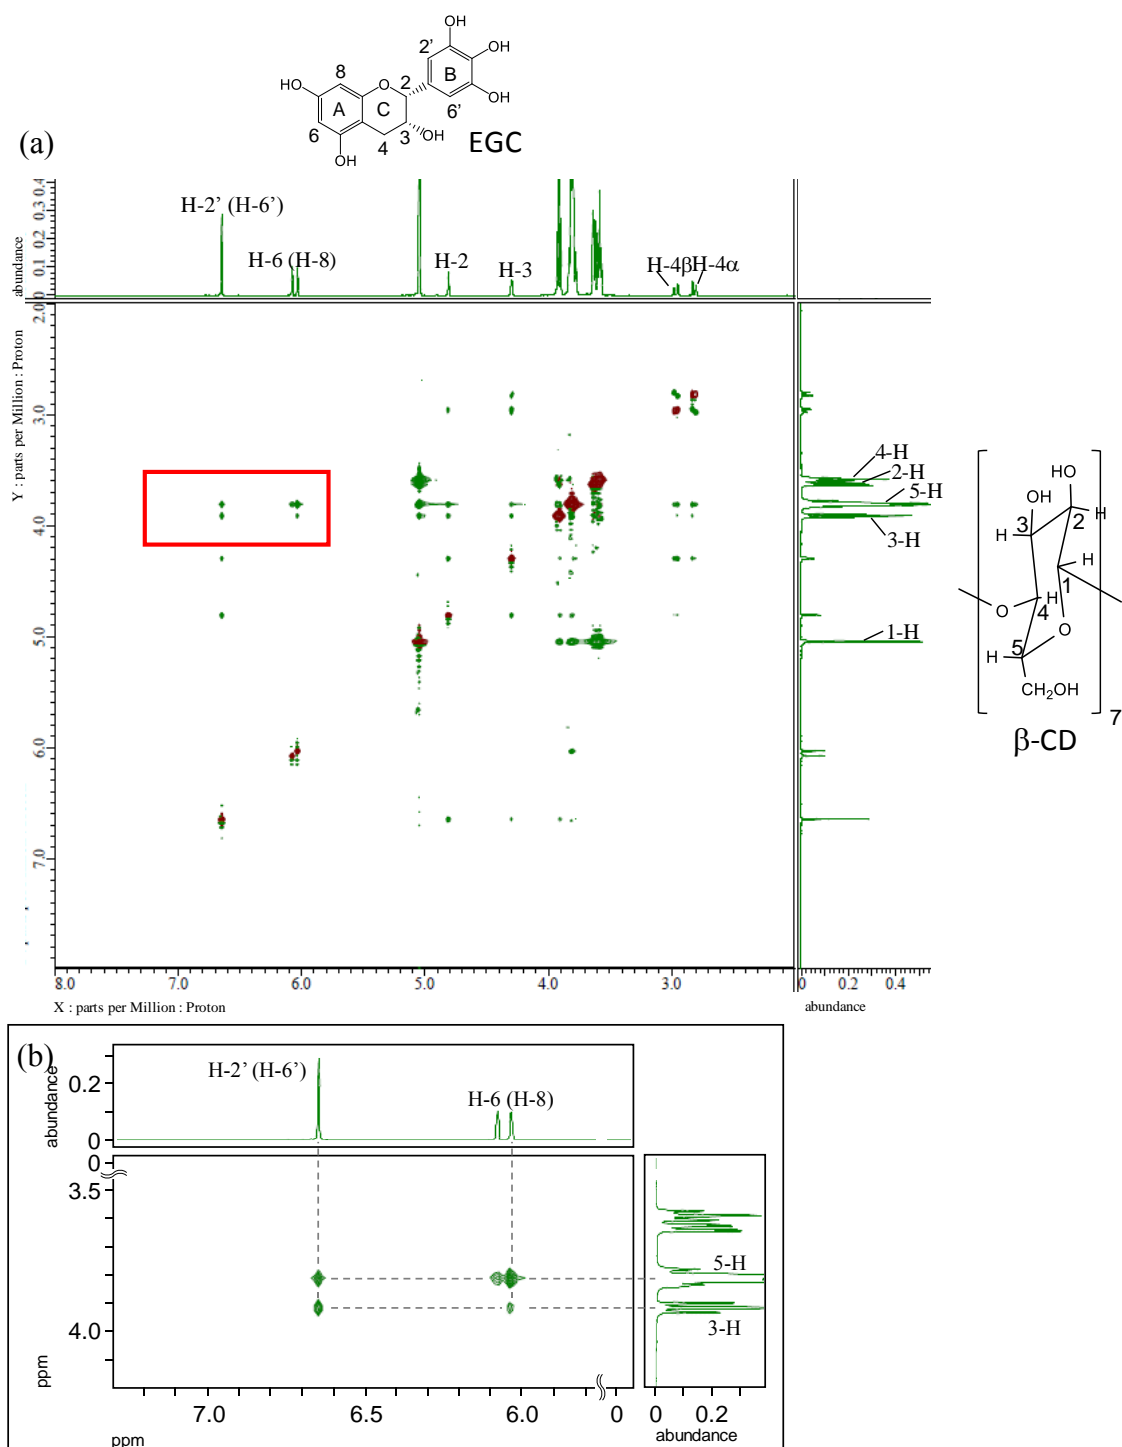 OH
2'
OH
8
O
2
B
HO
OH
A
C
6'
6
3
OH
4
OH
EGC
(a)
H-2' (H-6')
H-6 (H-8)
H-2
H-3
H-4β
H-4α
abundance
0 0.1 0.2 0.3 0.4
Y : parts per Million : Proton
2.0
3.0
4.0
5.0
6.0
7.0
8.0 7.0 6.0 5.0 4.0 3.0
X : parts per Million : Proton
0 0.2 0.4
abundance
4-H
2-H
5-H
3-H
1-H
HO
OH
3
2
H
H
H
1
H
O
4
O
H
5
CH₂OH
7
β-CD
(b)
H-2' (H-6')
H-6 (H-8)
abundance
0.2
0
0
3.5
4.0
ppm
7.0 6.5 6.0 0
ppm
5-H
3-H
0 0.2
abundance